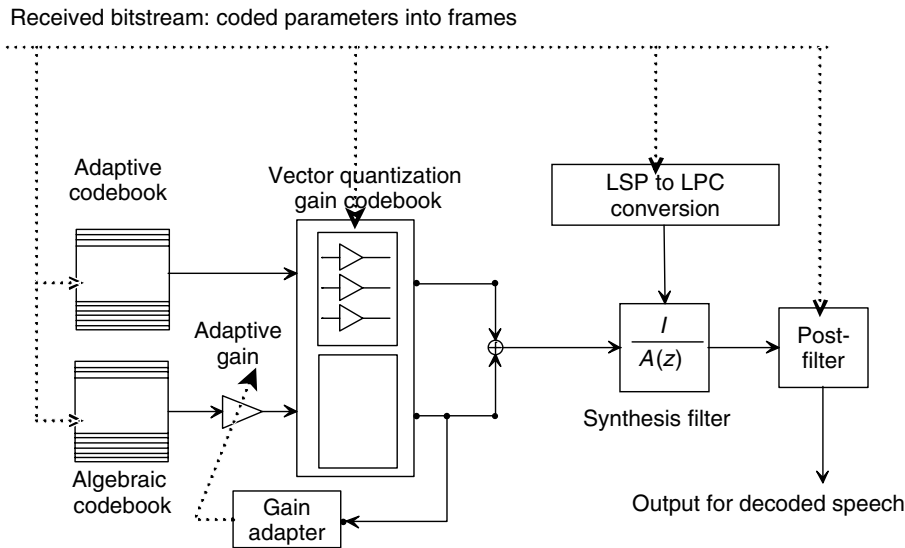 Received bitstream: coded parameters into frames
Adaptive
codebook
Vector quantization
gain codebook
LSP to LPC
conversion
Adaptive
gain
I
A(z)
Post-
filter
Synthesis filter
Algebraic
codebook
Gain
adapter
Output for decoded speech